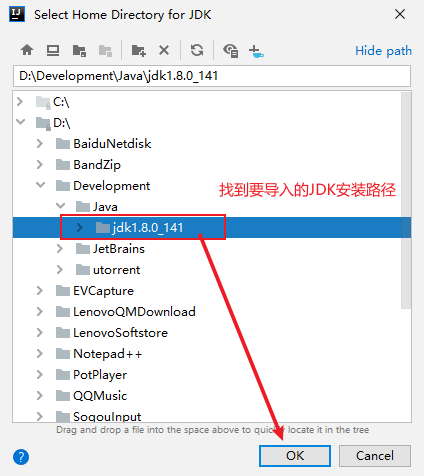 Select Home Directory for JDK
Hide path
D:\Development\Java\jdk1.8.0_141
C:\
D:\
BaiduNetdisk
BandZip
Development
找到要导入的JDK安装路径
Java
jdk1.8.0_141
JetBrains
utorrent
EVCapture
LenovoQMDownload
LenovoSoftstore
Notepad++
PotPlayer
QQMusic
SogouInput
Drag and drop a file into the space above to quickly locate it in the tree
?
OK Cancel